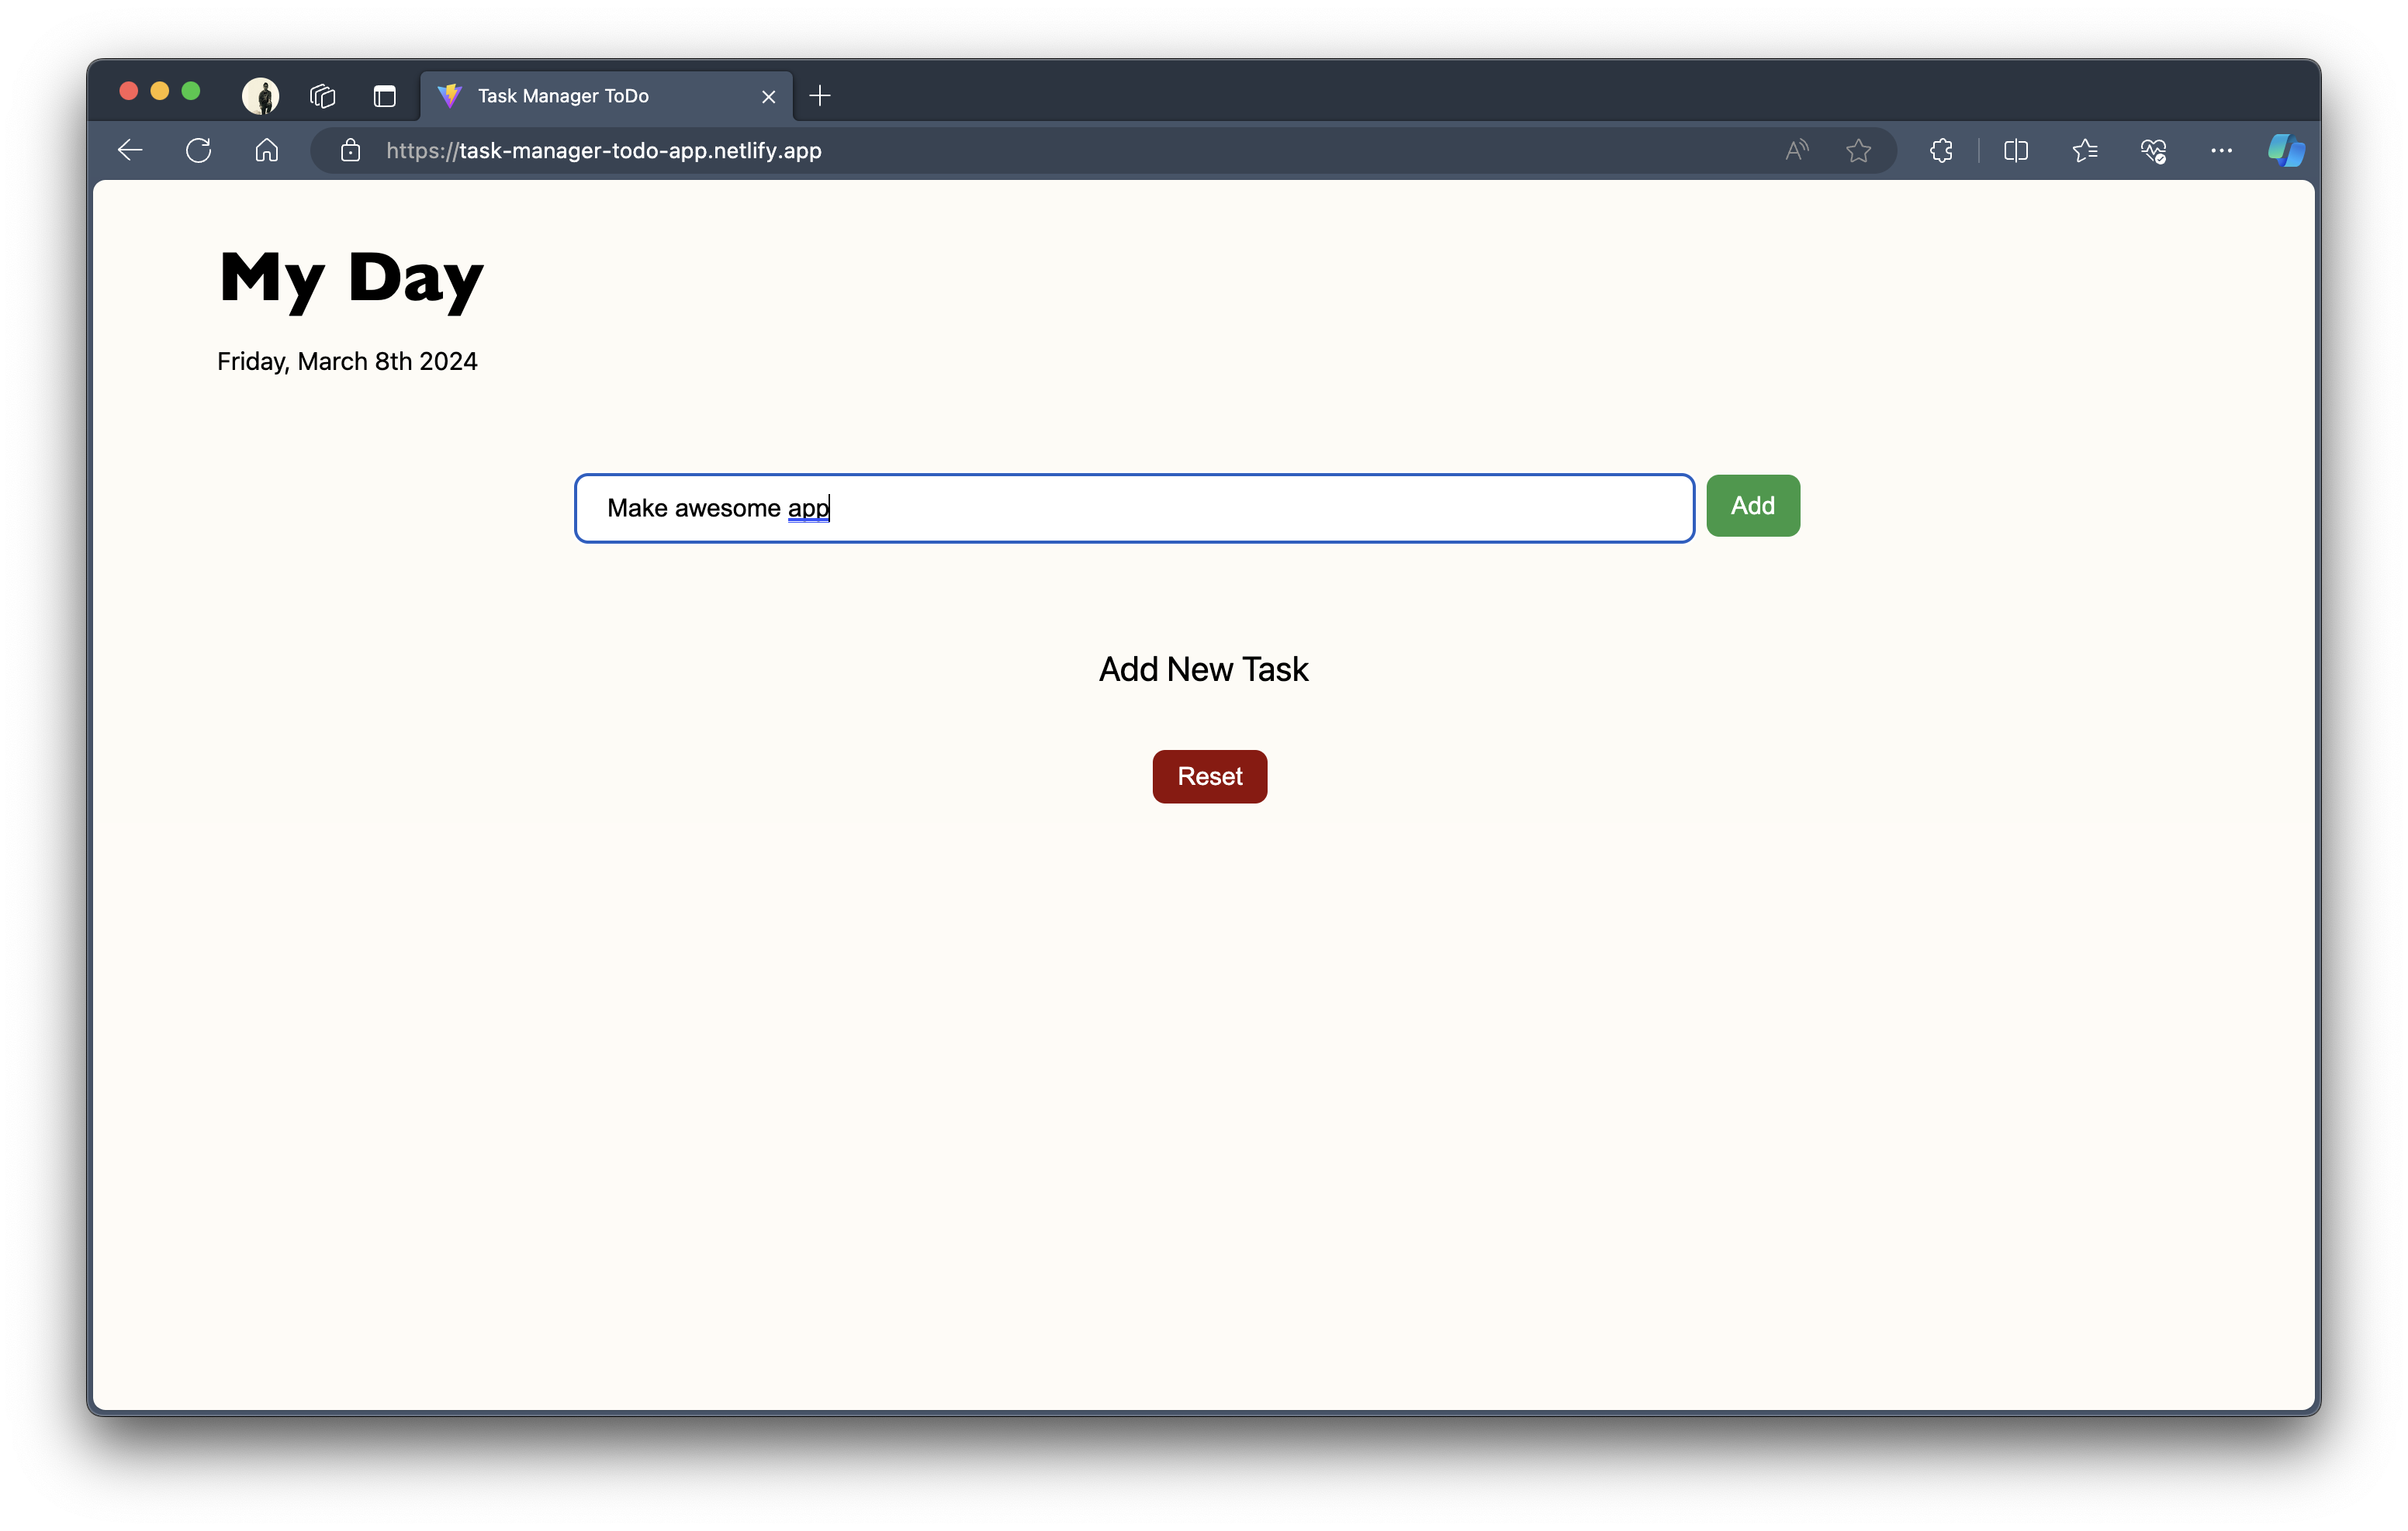 Task Manager ToDo
https://task-manager-todo-app.netlify.app
My Day
Friday, March 8th 2024
Make awesome app
Add
Add New Task
Reset